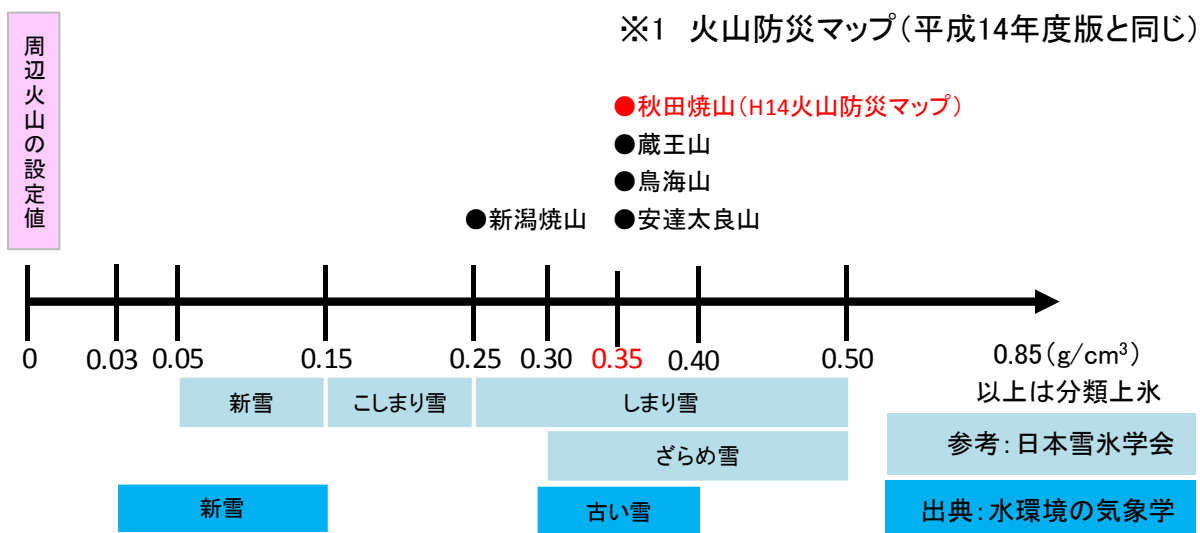 ※1 火山防災マップ(平成14年度版と同じ)
周辺火山の設定値
●秋田焼山(H14火山防災マップ)
●蔵王山
●鳥海山
●新潟焼山 ●安達太良山
0 0.03 0.05 0.15 0.25 0.30 0.35 0.40 0.50 0.85(g/cm³)
以上は分類上氷
新雪 こしまり雪 しまり雪
ざらめ雪 参考:日本雪氷学会
新雪 古い雪 出典:水環境の気象学